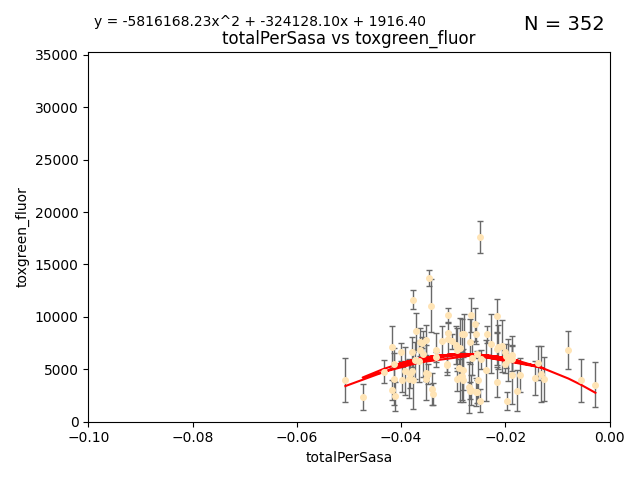 y = -5816168.23x^2 + -324128.10x + 1916.40
N = 352
totalPerSasa vs toxgreen_fluor
35000
30000
25000
20000
15000
10000
5000
0
toxgreen_fluor
−0.10
−0.08
−0.06
−0.04
−0.02
0.00
totalPerSasa